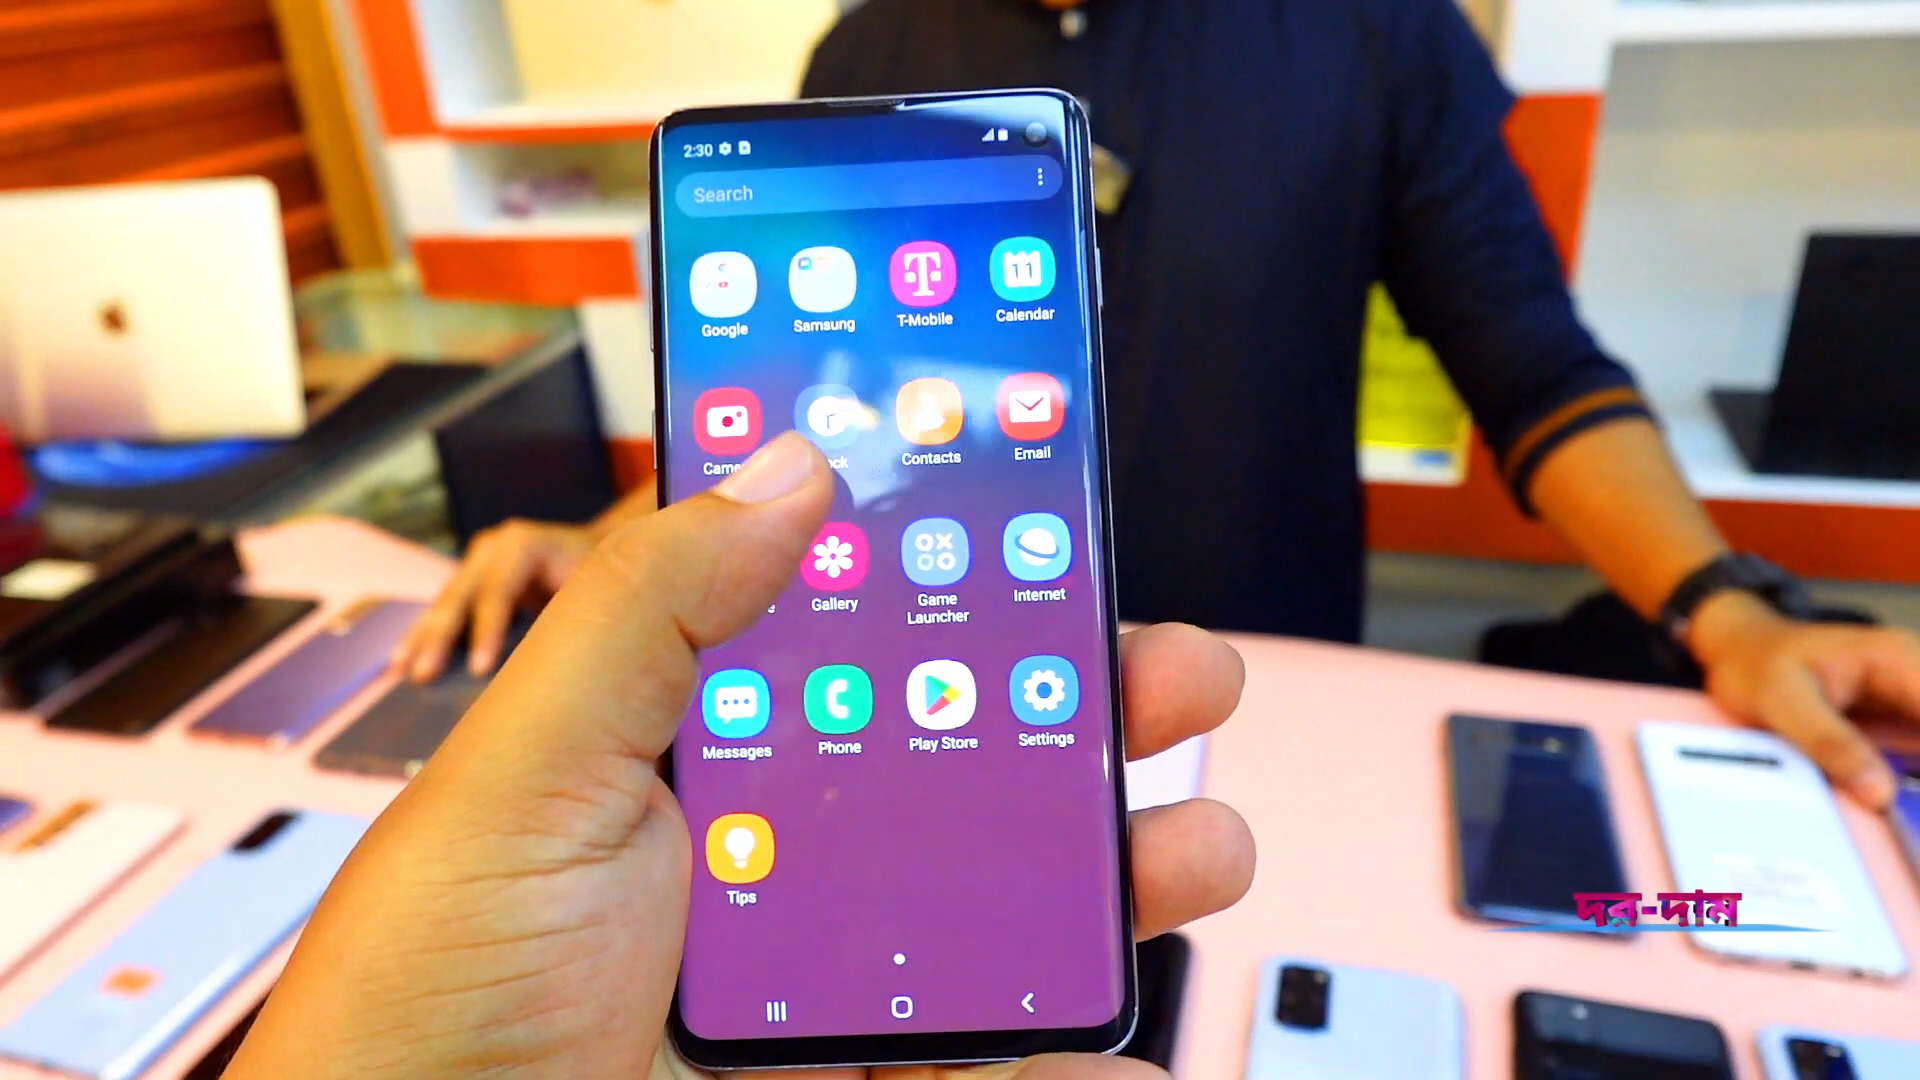 2:30
Search
Google
Samsung
T-Mobile
Calendar
11
Contacts
Email
Gallery
Game
Launcher
Internet
Messages
Phone
Play Store
Settings
Tips
দর-দাম